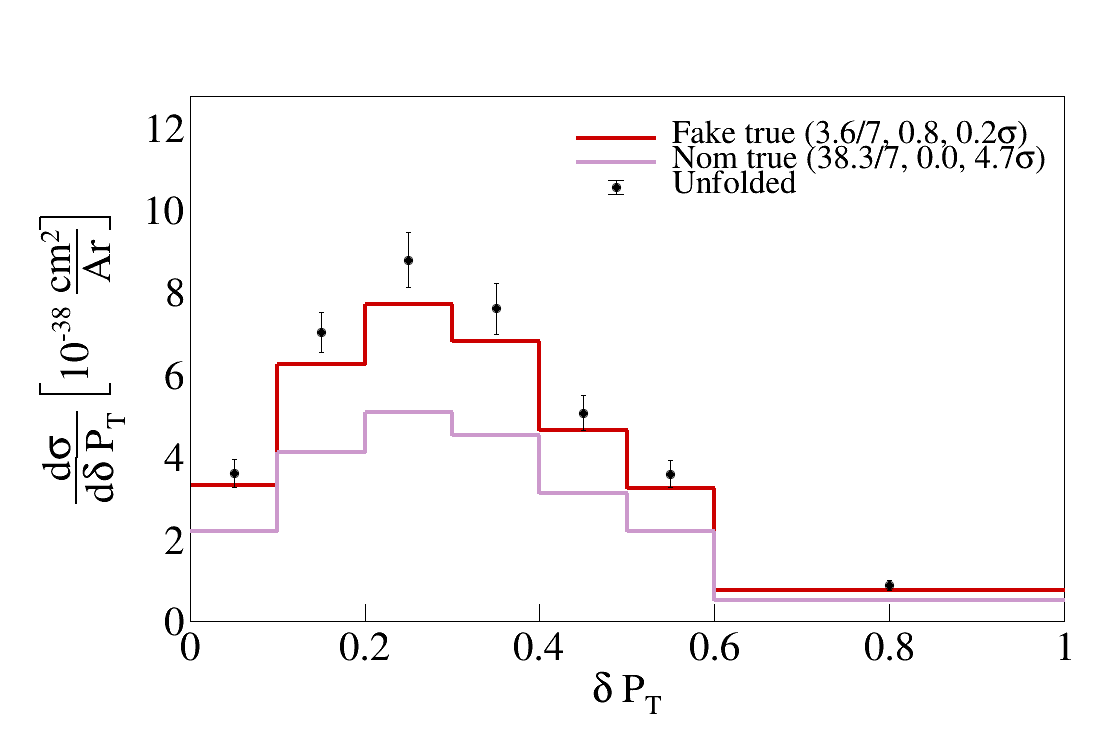 Fake true (3.6/7, 0.8, 0.2σ)
Nom true (38.3/7, 0.0, 4.7σ)
Unfolded
12
10
8
6
4
2
0
0 0.2 0.4 0.6 0.8 1
δ P_T
dσ/dδ P_T [10^-38 cm^2/Ar]